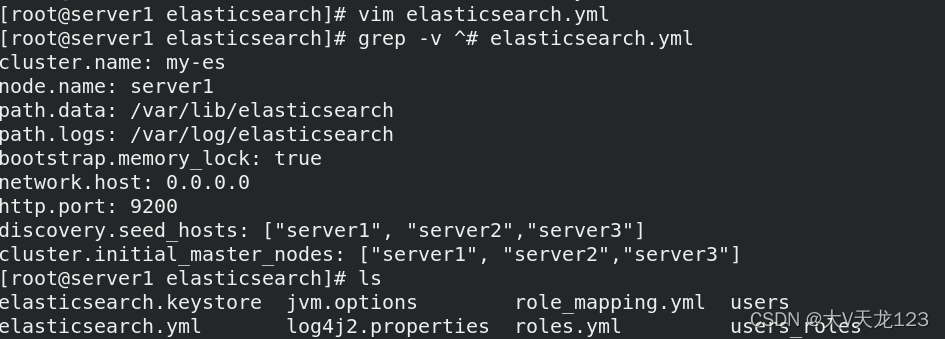 [root@server1 elasticsearch]# vim elasticsearch.yml
[root@server1 elasticsearch]# grep -v ^# elasticsearch.yml
cluster.name: my-es
node.name: server1
path.data: /var/lib/elasticsearch
path.logs: /var/log/elasticsearch
bootstrap.memory_lock: true
network.host: 0.0.0.0
http.port: 9200
discovery.seed_hosts: ["server1", "server2","server3"]
cluster.initial_master_nodes: ["server1", "server2","server3"]
[root@server1 elasticsearch]# ls
elasticsearch.keystore jvm.options role_mapping.yml users
elasticsearch.yml log4j2.properties roles.yml users_roles
CSDN @大V天龙123